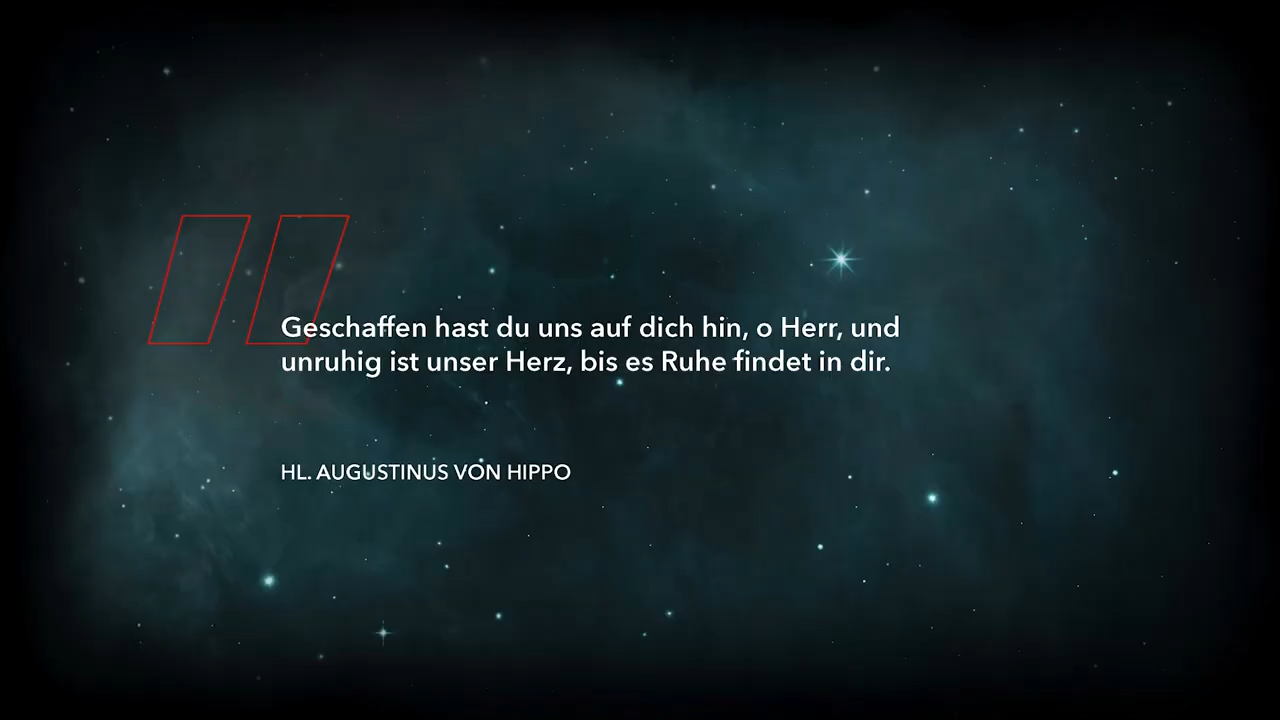 Geschaffen hast du uns auf dich hin, o Herr, und
unruhig ist unser Herz, bis es Ruhe findet in dir.
HL. AUGUSTINUS VON HIPPO